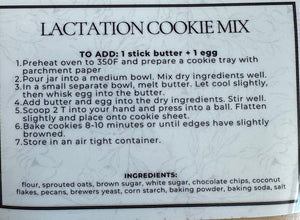 LACTATION COOKIE MIX
TO ADD: 1 stick butter + 1 egg
1.Preheat oven to 350F and prepare a cookie tray with
parchment paper
2.Pour jar into a medium bowl. Mix dry ingredients well.
3.In a small separate bowl, melt butter. Let cool slightly,
then whisk egg into the butter.
4.Add butter and egg into the dry ingredients. Stir well.
5.Scoop 2 T into your hand and press into a ball. Flatten
slightly and place onto cookie sheet.
6.Bake cookies 8-10 minutes or until edges have slightly
browned.
7.Store in an air tight container.
INGREDIENTS:
flour, sprouted oats, brown sugar, white sugar, chocolate chips, coconut
flakes, pecans, brewers yeast, corn starch, baking powder, baking soda, salt